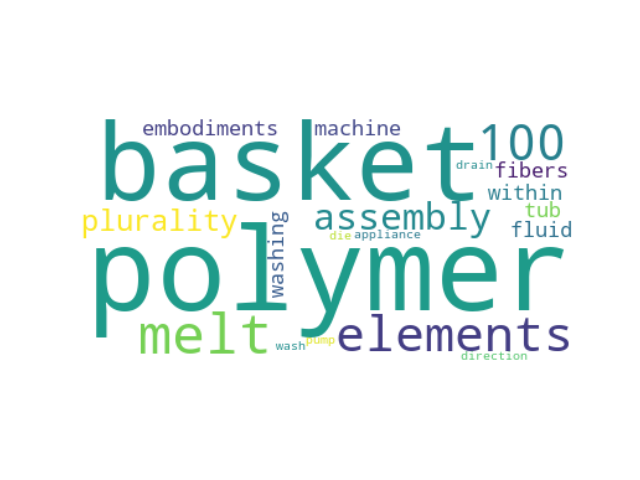 embodiments machine
basket 100
drain fibers
within
plurality assembly tub
washing fluid
die appliance
polymer
melt elements
wash pump
direction